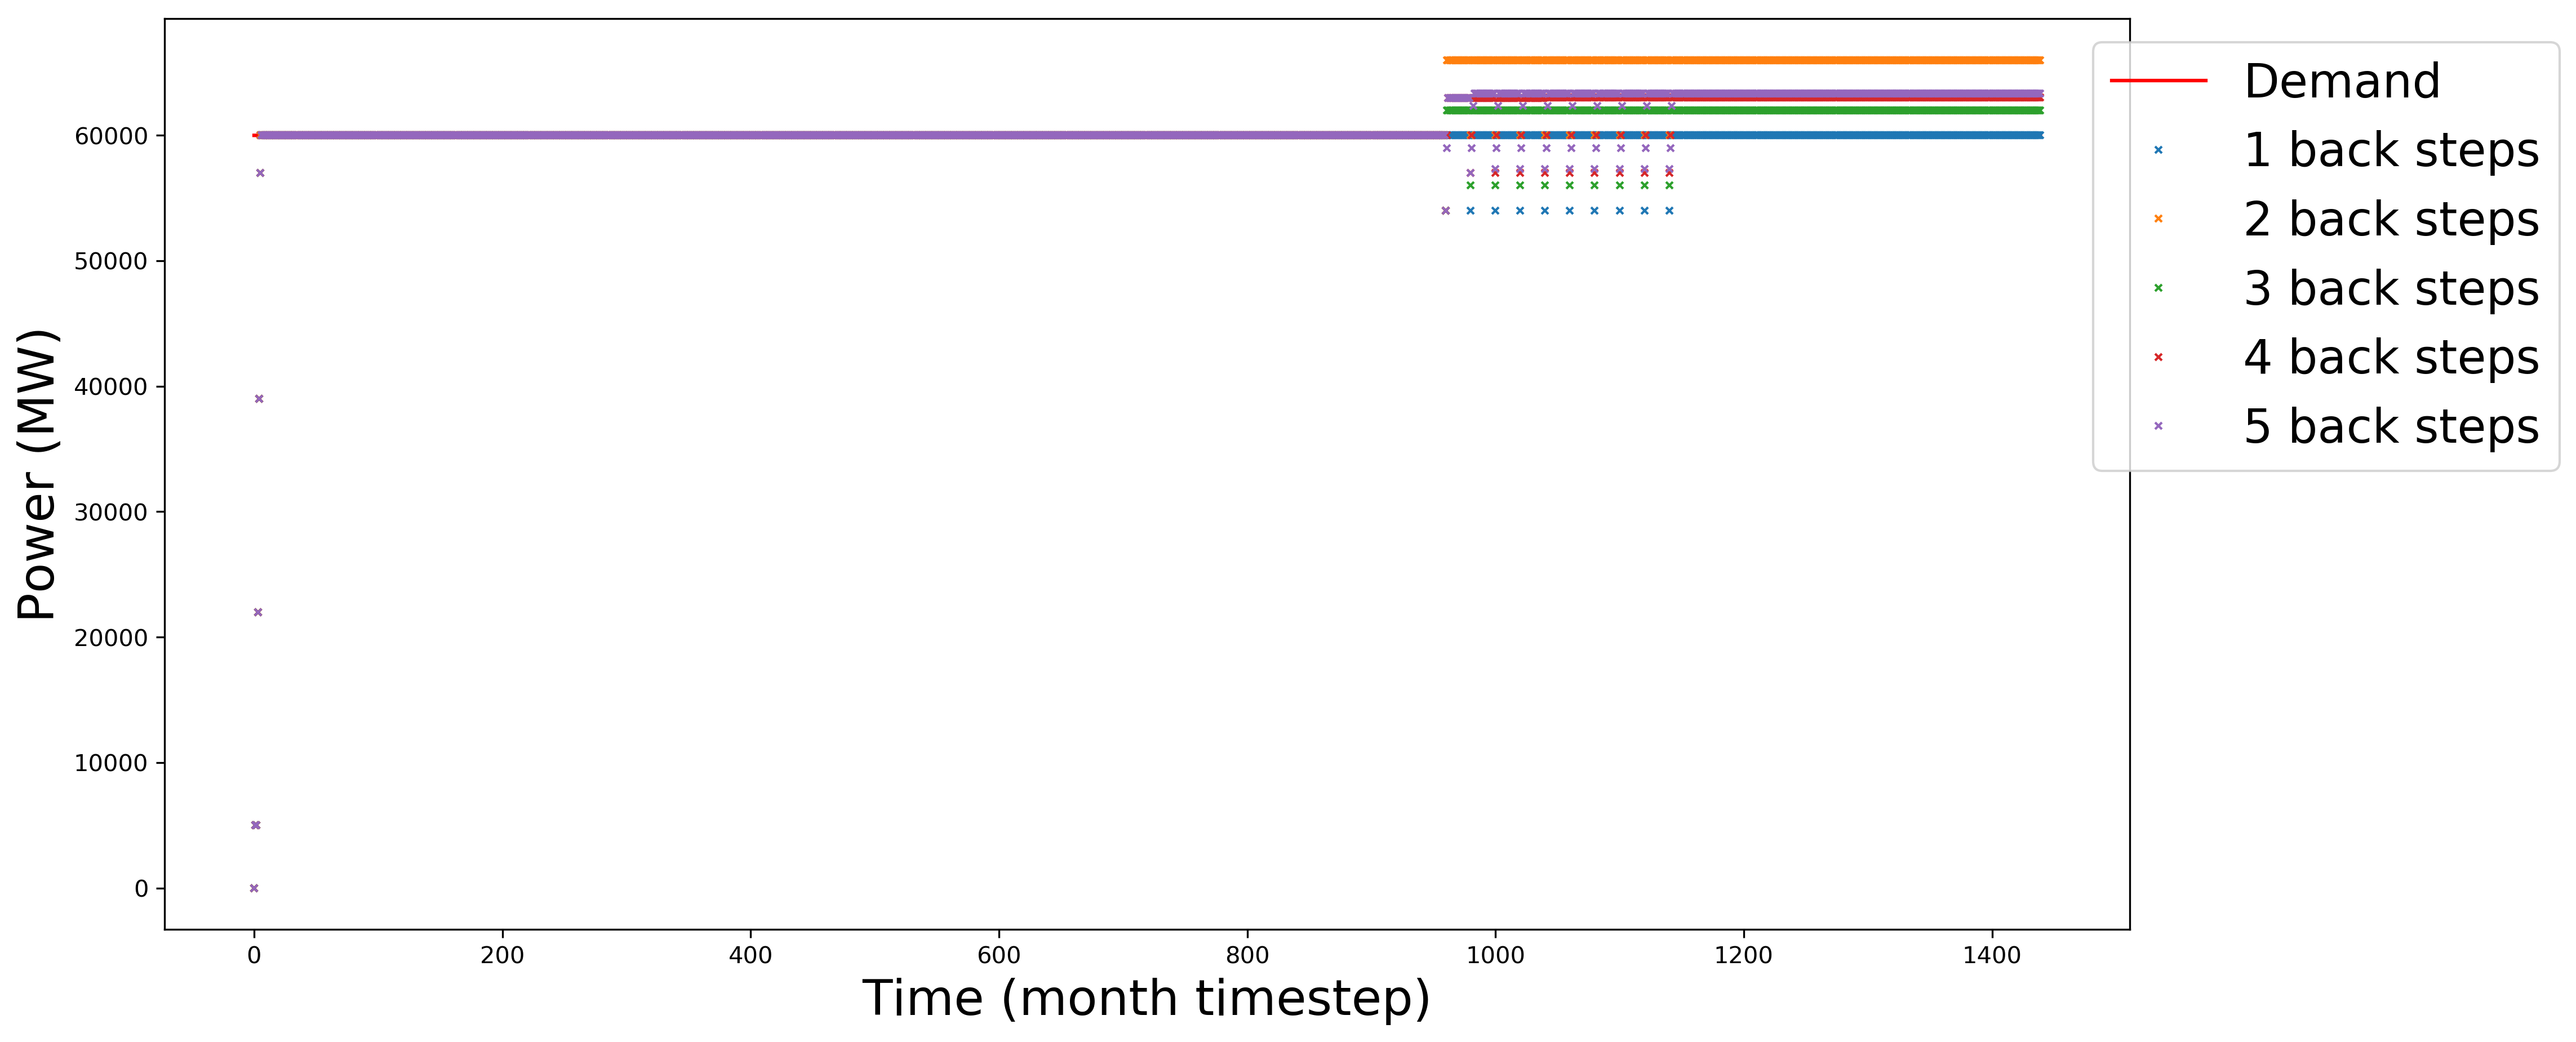 Power (MW)
60000
50000
40000
30000
20000
10000
0
0 200 400 600 800 1000 1200 1400
Time (month timestep)
Demand
1 back steps
2 back steps
3 back steps
4 back steps
5 back steps